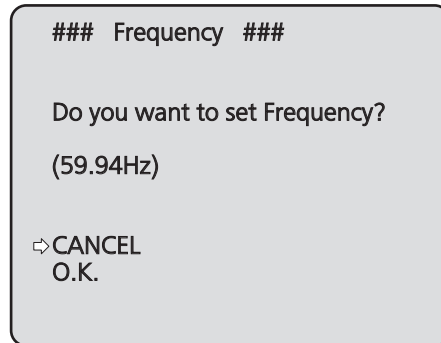 ### Frequency ###
Do you want to set Frequency?
(59.94Hz)
⇨CANCEL
O.K.